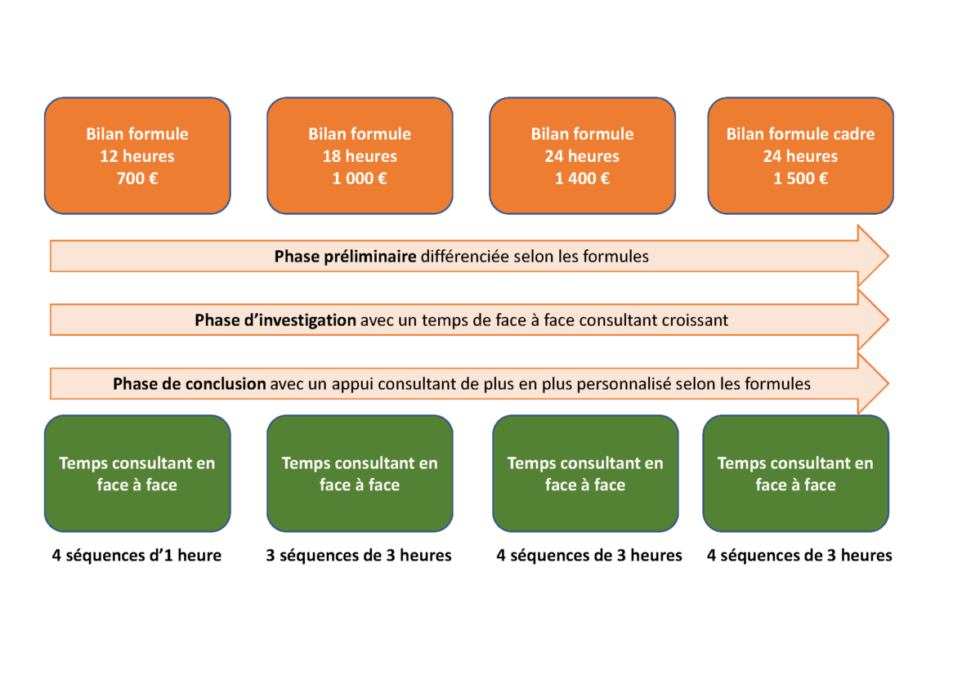 Bilan formule
12 heures
700 €
Bilan formule
18 heures
1 000 €
Bilan formule
24 heures
1 400 €
Bilan formule cadre
24 heures
1 500 €
Phase préliminaire différenciée selon les formules
Phase d’investigation avec un temps de face à face consultant croissant
Phase de conclusion avec un appui consultant de plus en plus personnalisé selon les formules
Temps consultant en
face à face
Temps consultant en
face à face
Temps consultant en
face à face
Temps consultant en
face à face
4 séquences d’1 heure
3 séquences de 3 heures
4 séquences de 3 heures
4 séquences de 3 heures